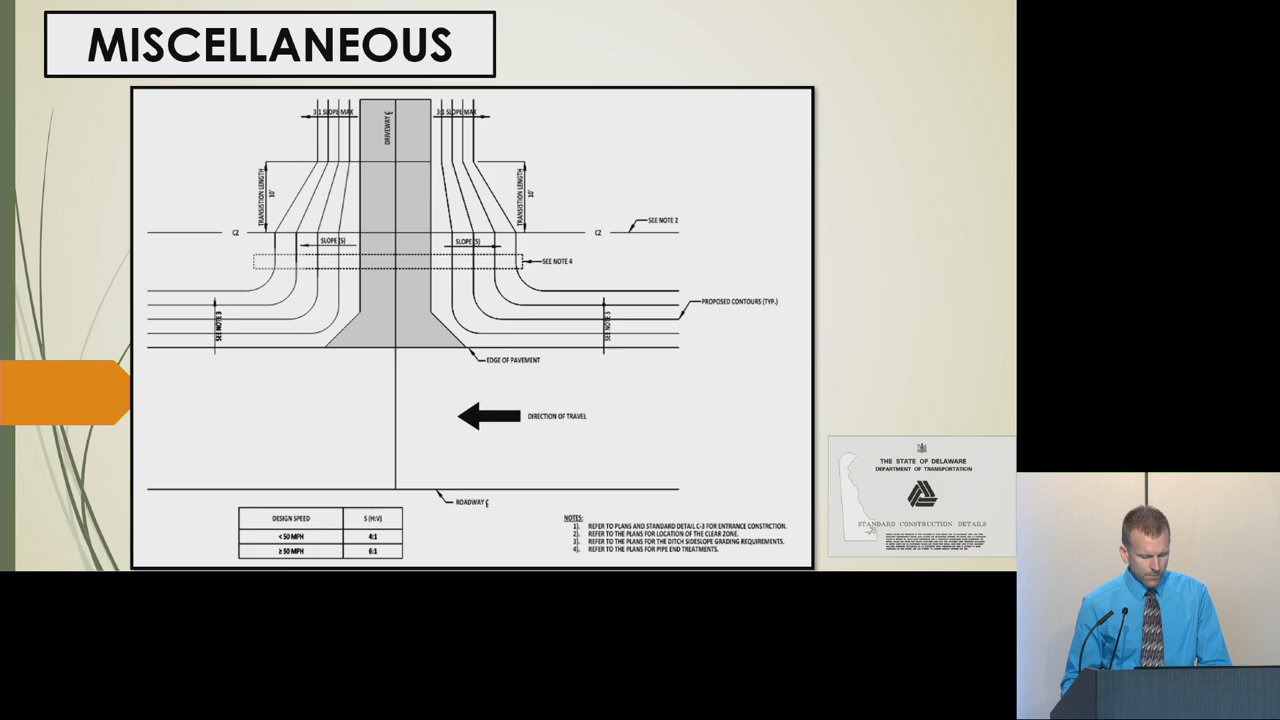 MISCELLANEOUS
3:1 SLOPE MAX
3:1 SLOPE MAX
DRIVEWAY ℄
TRANSISTION LENGTH
10'
TRANSISTION LENGTH
10'
SEE NOTE 2
CZ
CZ
SLOPE (S)
SLOPE (S)
SEE NOTE 4
PROPOSED CONTOURS (TYP.)
SEE NOTE 3
SEE NOTE 3
EDGE OF PAVEMENT
DIRECTION OF TRAVEL
ROADWAY ℄
DESIGN SPEED S (H:V)
< 50 MPH 4:1
≥ 50 MPH 6:1
NOTES:
1). REFER TO PLANS AND STANDARD DETAIL C-3 FOR ENTRANCE CONSTRCTION.
2). REFER TO THE PLANS FOR LOCATION OF THE CLEAR ZONE.
3). REFER TO THE PLANS FOR THE DITCH SIDESLOPE GRADING REQUIREMENTS.
4). REFER TO THE PLANS FOR PIPE END TREATMENTS.
THE STATE OF DELAWARE
DEPARTMENT OF TRANSPORTATION
STANDARD CONSTRUCTION DETAILS